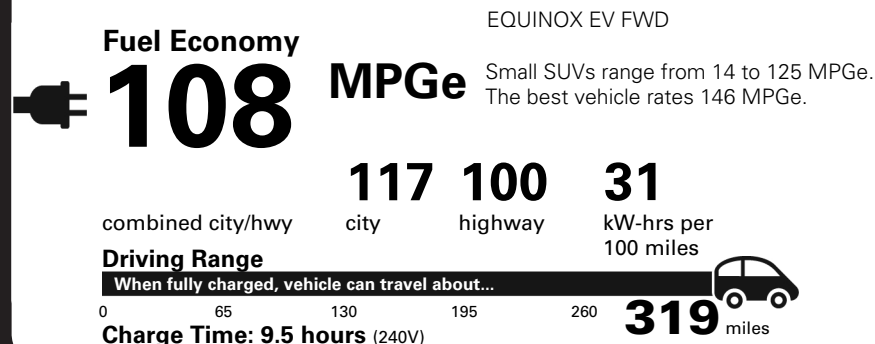 EQUINOX EV FWD
Fuel Economy
108 MPGe
Small SUVs range from 14 to 125 MPGe.
The best vehicle rates 146 MPGe.
117 100 31
combined city/hwy city highway kW-hrs per
100 miles
Driving Range
When fully charged, vehicle can travel about...
0 65 130 195 260 319 miles
Charge Time: 9.5 hours (240V)